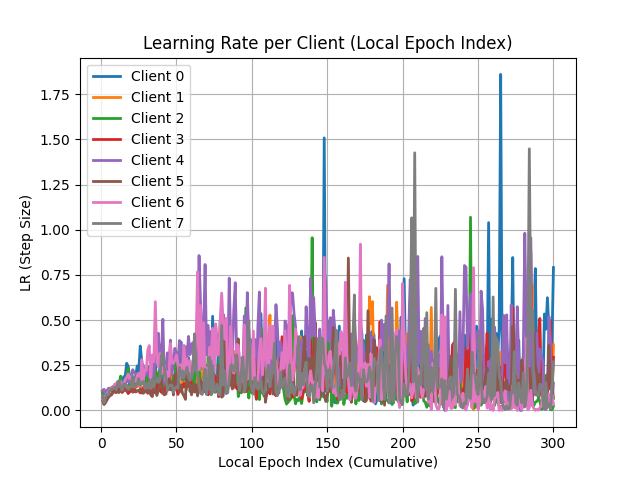 Learning Rate per Client (Local Epoch Index)
Client 0
Client 1
Client 2
Client 3
Client 4
Client 5
Client 6
Client 7
LR (Step Size)
1.75
1.50
1.25
1.00
0.75
0.50
0.25
0.00
0 50 100 150 200 250 300
Local Epoch Index (Cumulative)